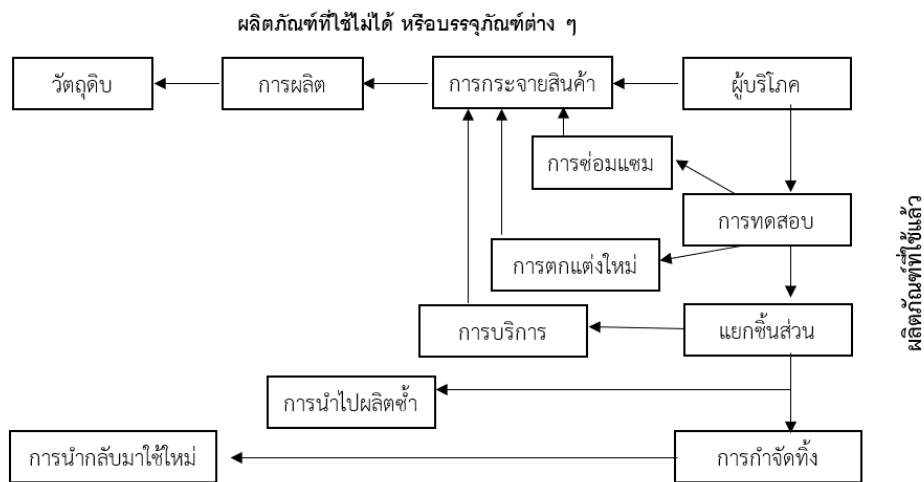 ผลิตภัณฑ์ที่ใช้ไม่ได้ หรือบรรจุภัณฑ์ต่าง ๆ
วัตถุดิบ
การผลิต
การกระจายสินค้า
ผู้บริโภค
การซ่อมแซม
การทดสอบ
การตกแต่งใหม่
การบริการ
แยกชิ้นส่วน
ผลิตภัณฑ์ที่ใช้แล้ว
การนำไปผลิตซ้ำ
การนำกลับมาใช้ใหม่
การกำจัดทิ้ง